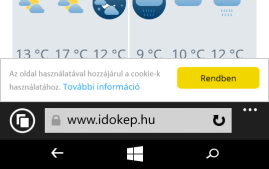 13 °C 17 °C 12 °C 9 °C 10 °C 12 °C
Az oldal használatával hozzájárul a cookie-k
használatához. További információ
Rendben
www.idokep.hu